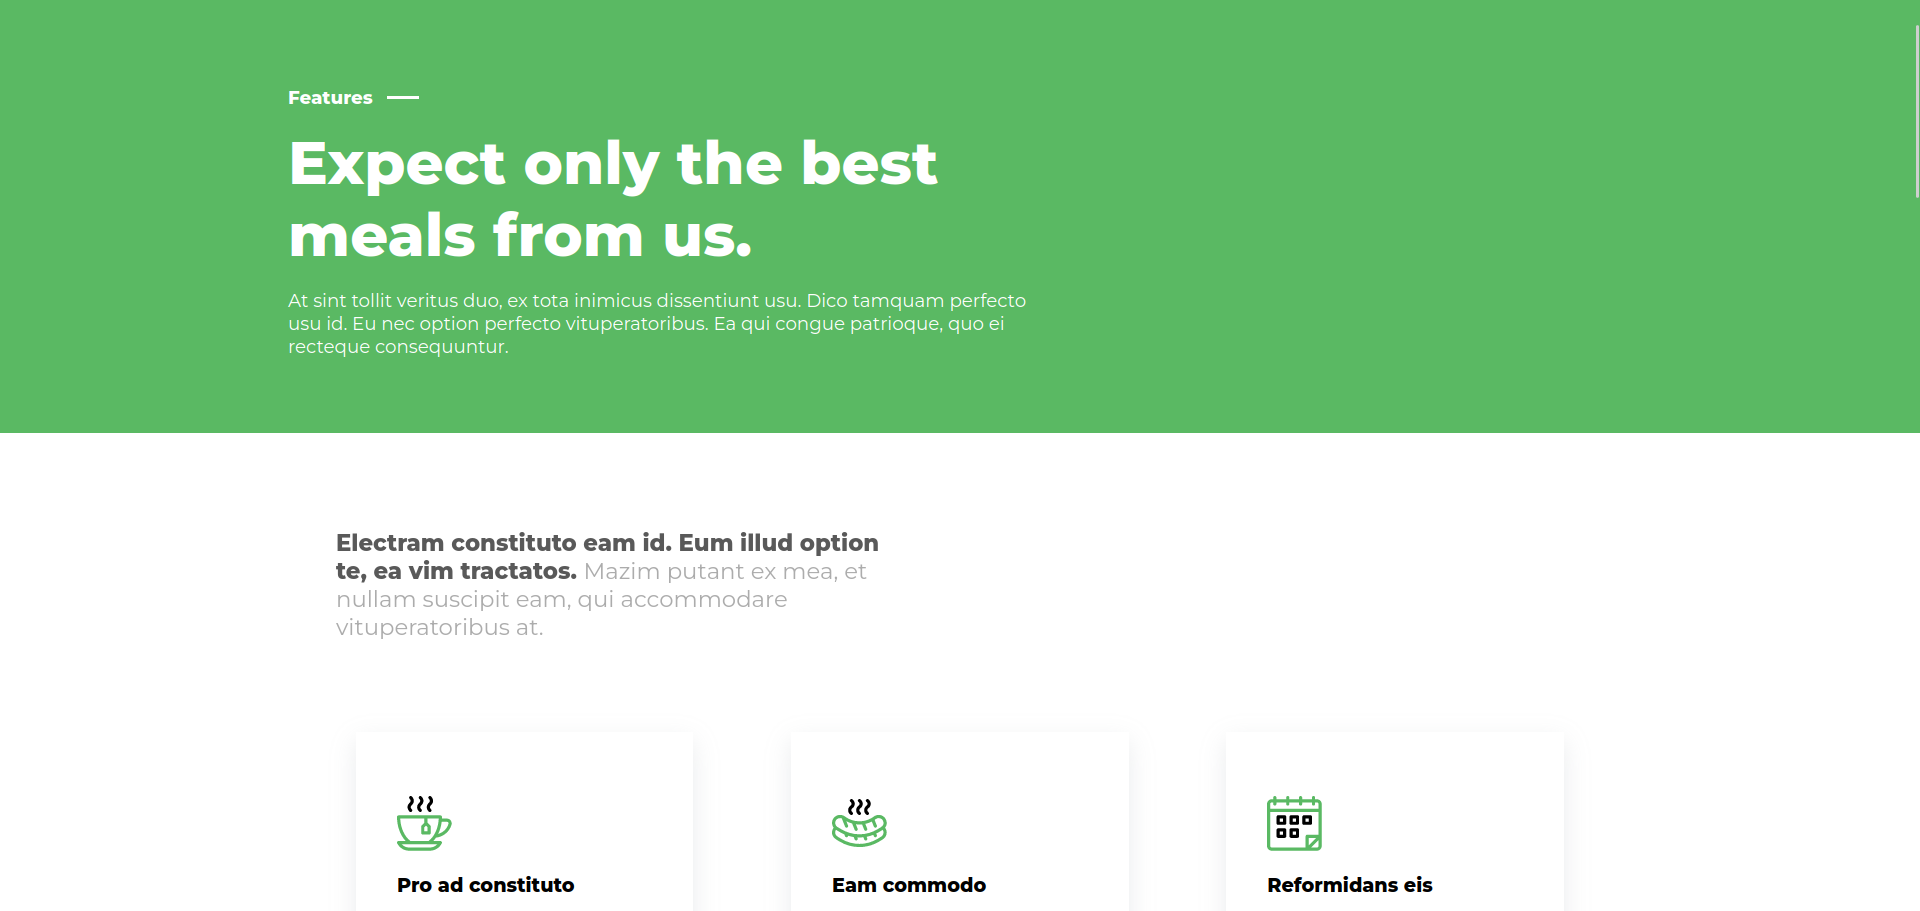 Features
Expect only the best
meals from us.
At sint tollit veritus duo, ex tota inimicus dissentiunt usu. Dico tamquam perfecto
usu id. Eu nec option perfecto vituperatoribus. Ea qui congue patrioque, quo ei
recteque consequuntur.
Electram constituto eam id. Eum illud option
te, ea vim tractatos. Mazim putant ex mea, et
nullam suscipit eam, qui accommodare
vituperatoribus at.
Pro ad constituto
Eam commodo
Reformidans eis